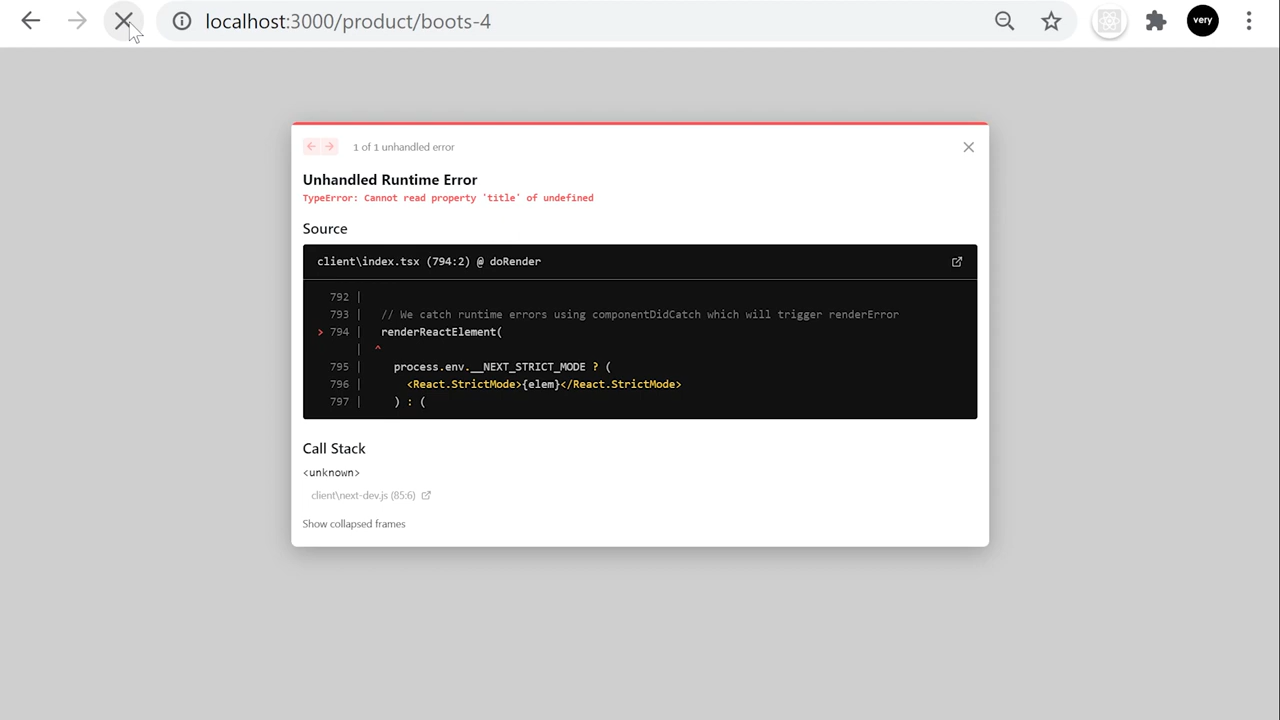 localhost:3000/product/boots-4
very
1 of 1 unhandled error
Unhandled Runtime Error
TypeError: Cannot read property 'title' of undefined
Source
client\index.tsx (794:2) @ doRender
792 |
793 | // We catch runtime errors using componentDidCatch which will trigger renderError
> 794 | renderReactElement(
| ^
795 | process.env.__NEXT_STRICT_MODE ? (
796 | <React.StrictMode>{elem}</React.StrictMode>
797 | ) : (
Call Stack
<unknown>
client\next-dev.js (85:6)
Show collapsed frames